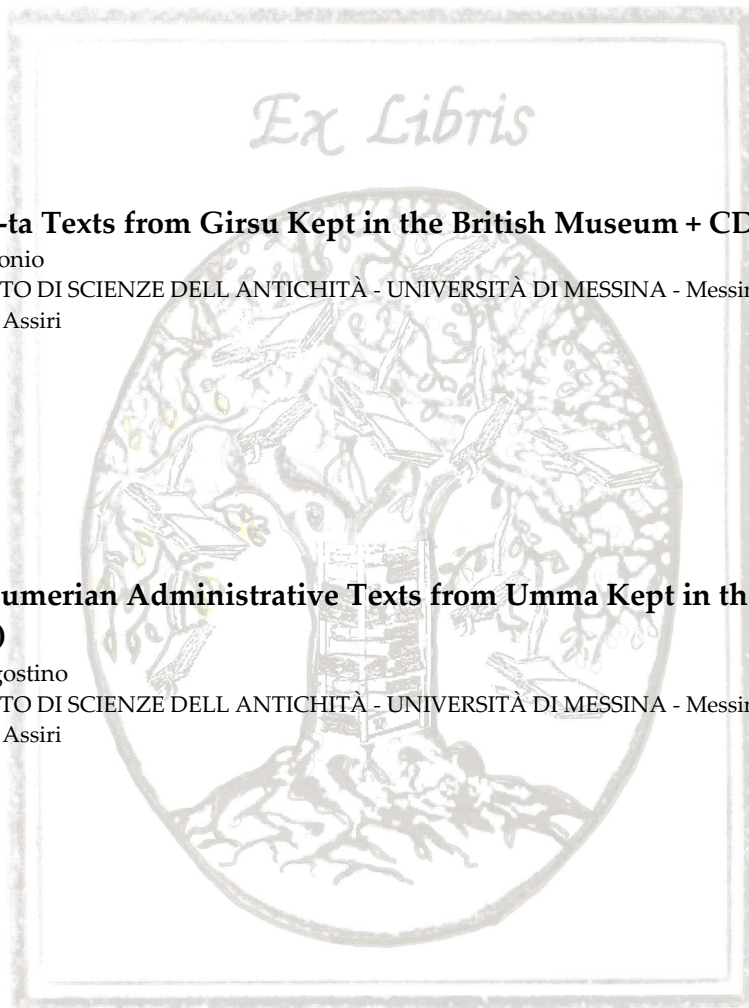 Ex Libris
-ta Texts from Girsu Kept in the British Museum + CD
onio
TO DI SCIENZE DELL ANTICHITÀ - UNIVERSITÀ DI MESSINA - Messin
Assiri
umerian Administrative Texts from Umma Kept in th
)
gostino
TO DI SCIENZE DELL ANTICHITÀ - UNIVERSITÀ DI MESSINA - Messin
Assiri